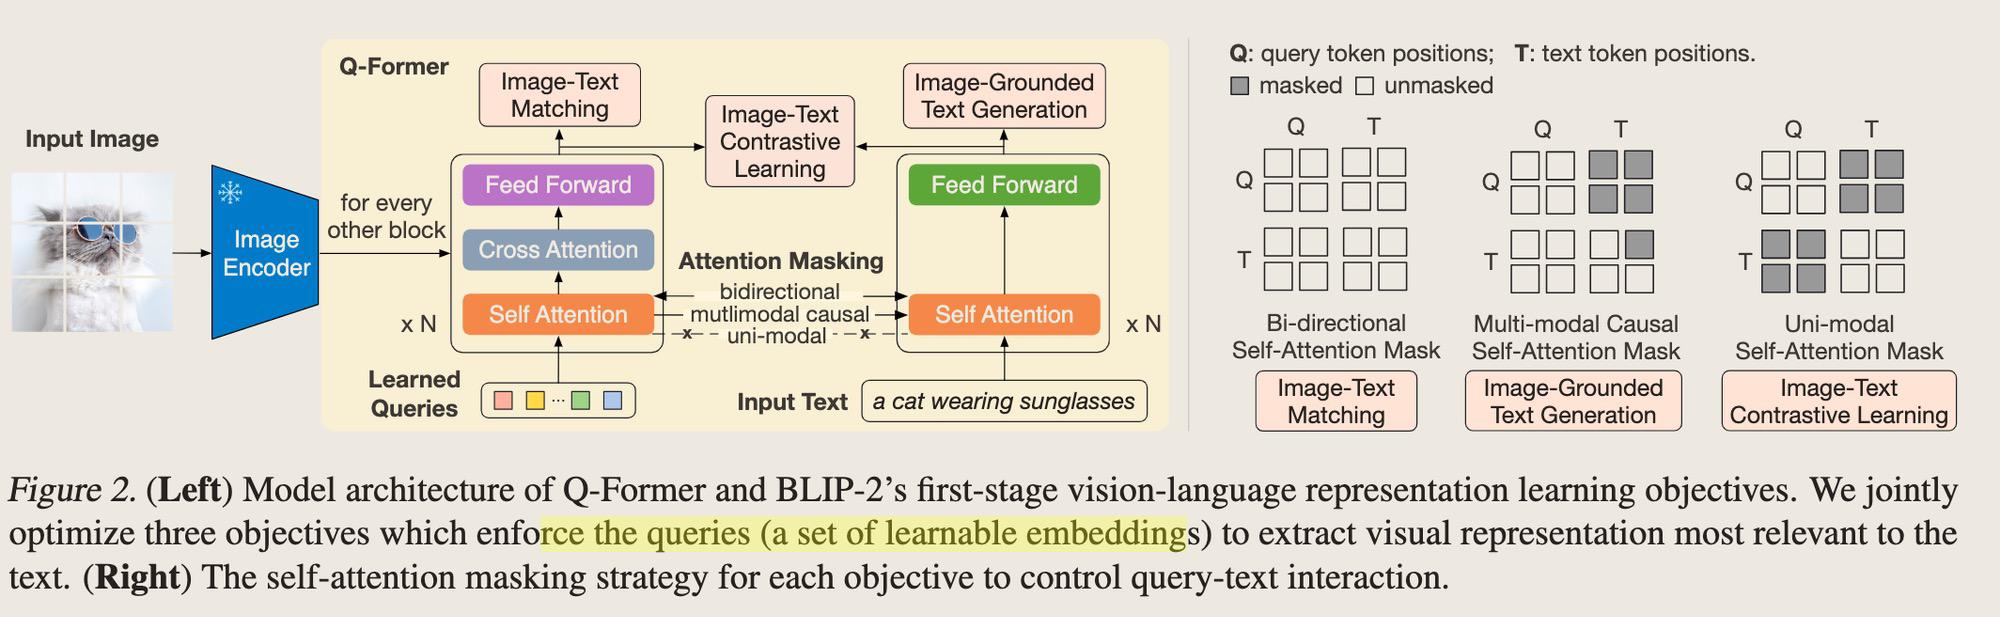 Q-Former
Input Image
Image
Encoder
for every
other block
Image-Text
Matching
Image-Text
Contrastive
Learning
Image-Grounded
Text Generation
Feed Forward
Cross Attention
Self Attention
x N
Attention Masking
bidirectional
mutlimodal causal
x uni-modal x
Feed Forward
Self Attention
x N
Learned
Queries
...
Input Text
a cat wearing sunglasses
Q: query token positions; T: text token positions.
masked unmasked
Q T
Q
T
Bi-directional
Self-Attention Mask
Image-Text
Matching
Q T
Q
T
Multi-modal Causal
Self-Attention Mask
Image-Grounded
Text Generation
Q T
Q
T
Uni-modal
Self-Attention Mask
Image-Text
Contrastive Learning
Figure 2. (Left) Model architecture of Q-Former and BLIP-2’s first-stage vision-language representation learning objectives. We jointly
optimize three objectives which enforce the queries (a set of learnable embeddings) to extract visual representation most relevant to the
text. (Right) The self-attention masking strategy for each objective to control query-text interaction.